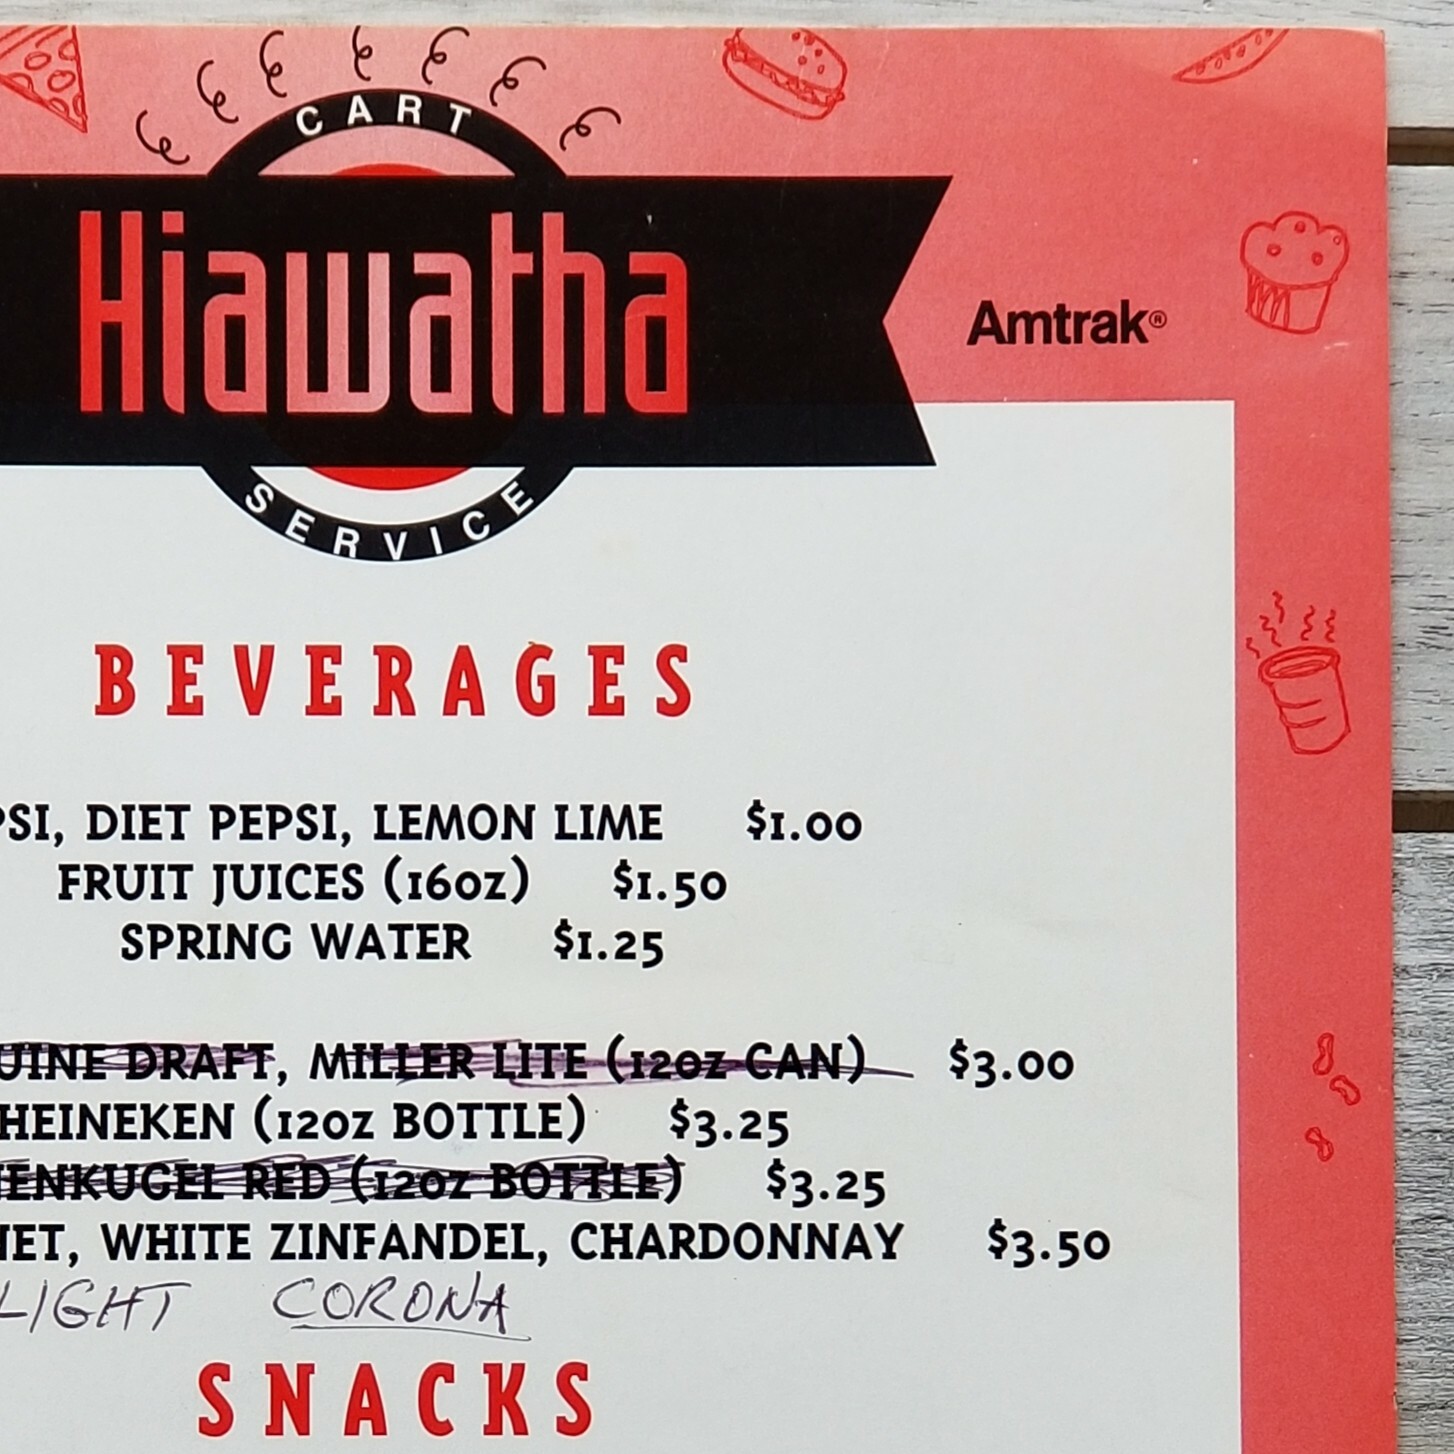 CART
Hiawatha
Amtrak®
SERVICE
BEVERAGES
PSI, DIET PEPSI, LEMON LIME $1.00
FRUIT JUICES (16OZ) $1.50
SPRING WATER $1.25
UINE DRAFT, MILLER LITE (12OZ CAN) $3.00
HEINEKEN (12OZ BOTTLE) $3.25
ENKUGEL RED (12OZ BOTTLE) $3.25
NET, WHITE ZINFANDEL, CHARDONNAY $3.50
LIGHT CORONA
SNACKS